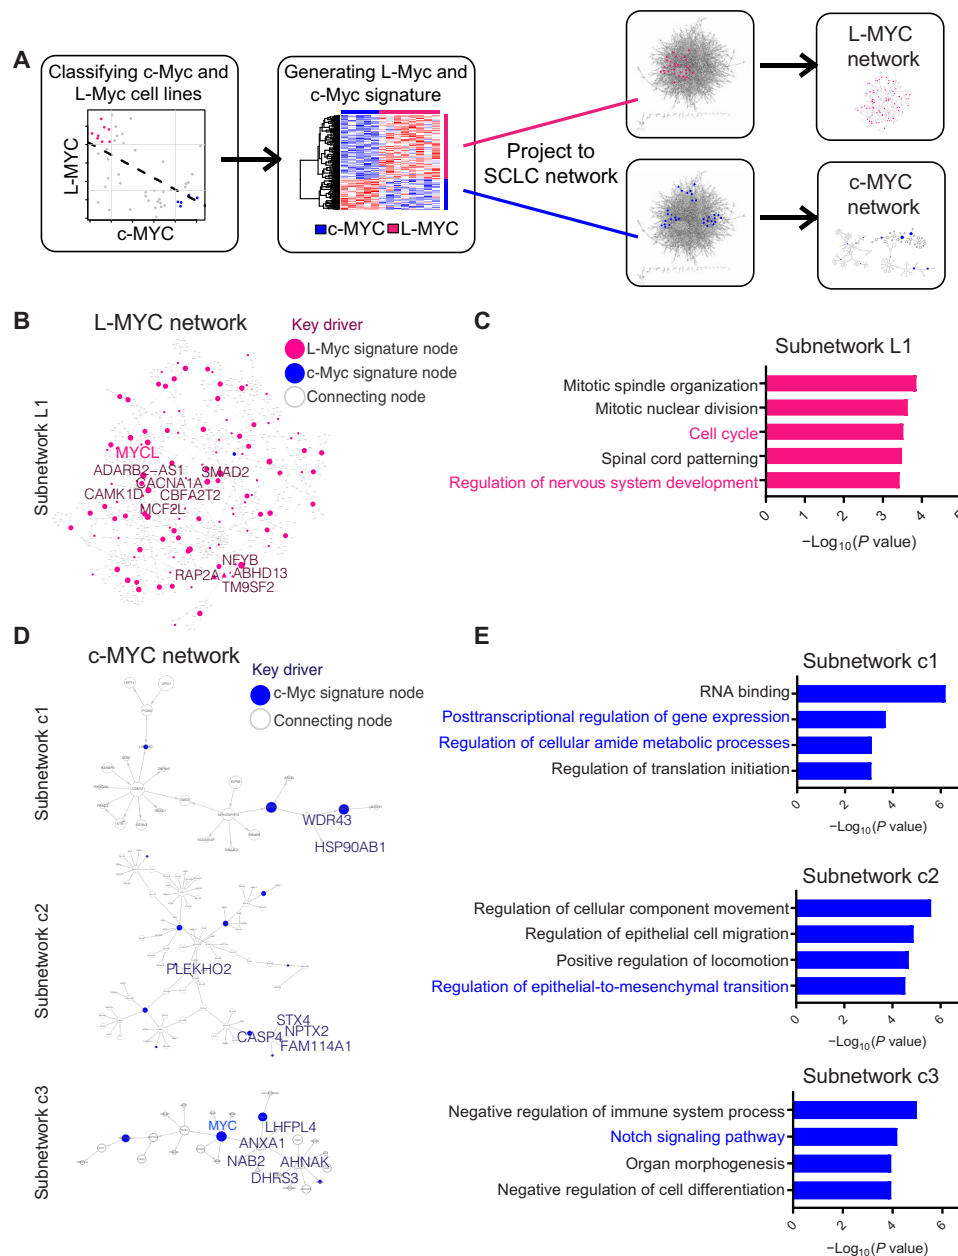 A
Classifying c-Myc and
L-Myc cell lines
L-MYC
c-MYC
Generating L-Myc and
c-Myc signature
c-MYC
L-MYC
Project to
SCLC network
L-MYC
network
c-MYC
network
B
L-MYC network
Key driver
L-Myc signature node
c-Myc signature node
Connecting node
Subnetwork L1
MYCL
ADARB2-AS1
SMAD2
CACNA1A
CAMK1D
CBFA2T2
MCF2L
NFYB
RAP2A
ABHD13
TM9SF2
C
Subnetwork L1
Mitotic spindle organization
Mitotic nuclear division
Cell cycle
Spinal cord patterning
Regulation of nervous system development
0 1 2 3 4 5
−Log10(P value)
D
c-MYC network
Key driver
c-Myc signature node
Connecting node
Subnetwork c1
WDR43
HSP90AB1
Subnetwork c2
PLEKHO2
STX4
NPTX2
CASP4
FAM114A1
Subnetwork c3
MYC
LHFPL4
ANXA1
NAB2
AHNAK
DHRS3
E
Subnetwork c1
RNA binding
Posttranscriptional regulation of gene expression
Regulation of cellular amide metabolic processes
Regulation of translation initiation
0 2 4 6
−Log10(P value)
Subnetwork c2
Regulation of cellular component movement
Regulation of epithelial cell migration
Positive regulation of locomotion
Regulation of epithelial-to-mesenchymal transition
0 2 4 6
−Log10(P value)
Subnetwork c3
Negative regulation of immune system process
Notch signaling pathway
Organ morphogenesis
Negative regulation of cell differentiation
0 2 4 6
−Log10(P value)